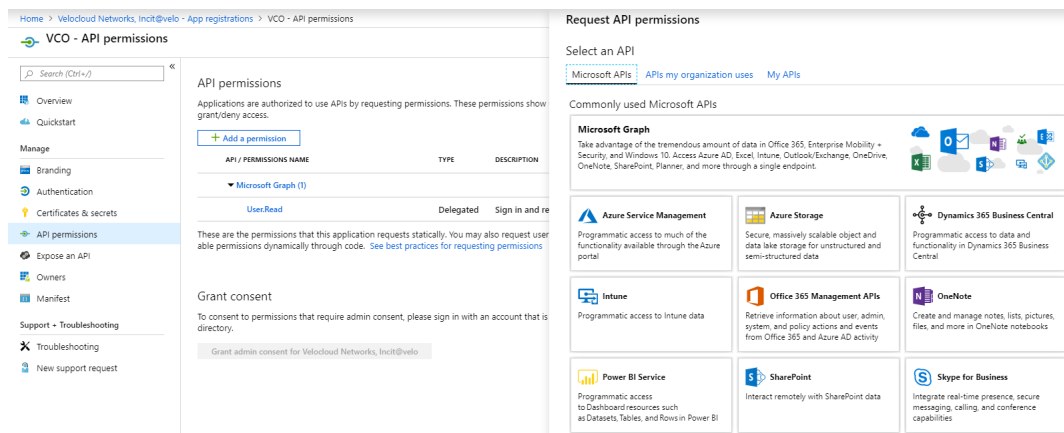 Home > Velocloud Networks, Incit@velo - App registrations > VCO - API permissions
VCO - API permissions
Search (Ctrl+/)
«
Overview
Quickstart
Manage
Branding
Authentication
Certificates & secrets
API permissions
Expose an API
Owners
Manifest
Support + Troubleshooting
Troubleshooting
New support request
API permissions
Applications are authorized to use APIs by requesting permissions. These permissions show
grant/deny access.
+ Add a permission
API / PERMISSIONS NAME TYPE DESCRIPTION
Microsoft Graph (1)
User.Read Delegated Sign in and re
These are the permissions that this application requests statically. You may also request user
able permissions dynamically through code. See best practices for requesting permissions
Grant consent
To consent to permissions that require admin consent, please sign in with an account that is
directory.
Grant admin consent for Velocloud Networks, Incit@velo
Request API permissions
Select an API
Microsoft APIs APIs my organization uses My APIs
Commonly used Microsoft APIs
Microsoft Graph
Take advantage of the tremendous amount of data in Office 365, Enterprise Mobility +
Security, and Windows 10. Access Azure AD, Excel, Intune, Outlook/Exchange, OneDrive,
OneNote, SharePoint, Planner, and more through a single endpoint.
Azure Service Management
Programmatic access to much of the
functionality available through the Azure
portal
Azure Storage
Secure, massively scalable object and
data lake storage for unstructured and
semi-structured data
Dynamics 365 Business Central
Programmatic access to data and
functionality in Dynamics 365 Business
Central
Intune
Programmatic access to Intune data
Office 365 Management APIs
Retrieve information about user, admin,
system, and policy actions and events
from Office 365 and Azure AD activity
OneNote
Create and manage notes, lists, pictures,
files, and more in OneNote notebooks
Power BI Service
Programmatic access
to Dashboard resources such
as Datasets, Tables, and Rows in Power BI
SharePoint
Interact remotely with SharePoint data
Skype for Business
Integrate real-time presence, secure
messaging, calling, and conference
capabilities